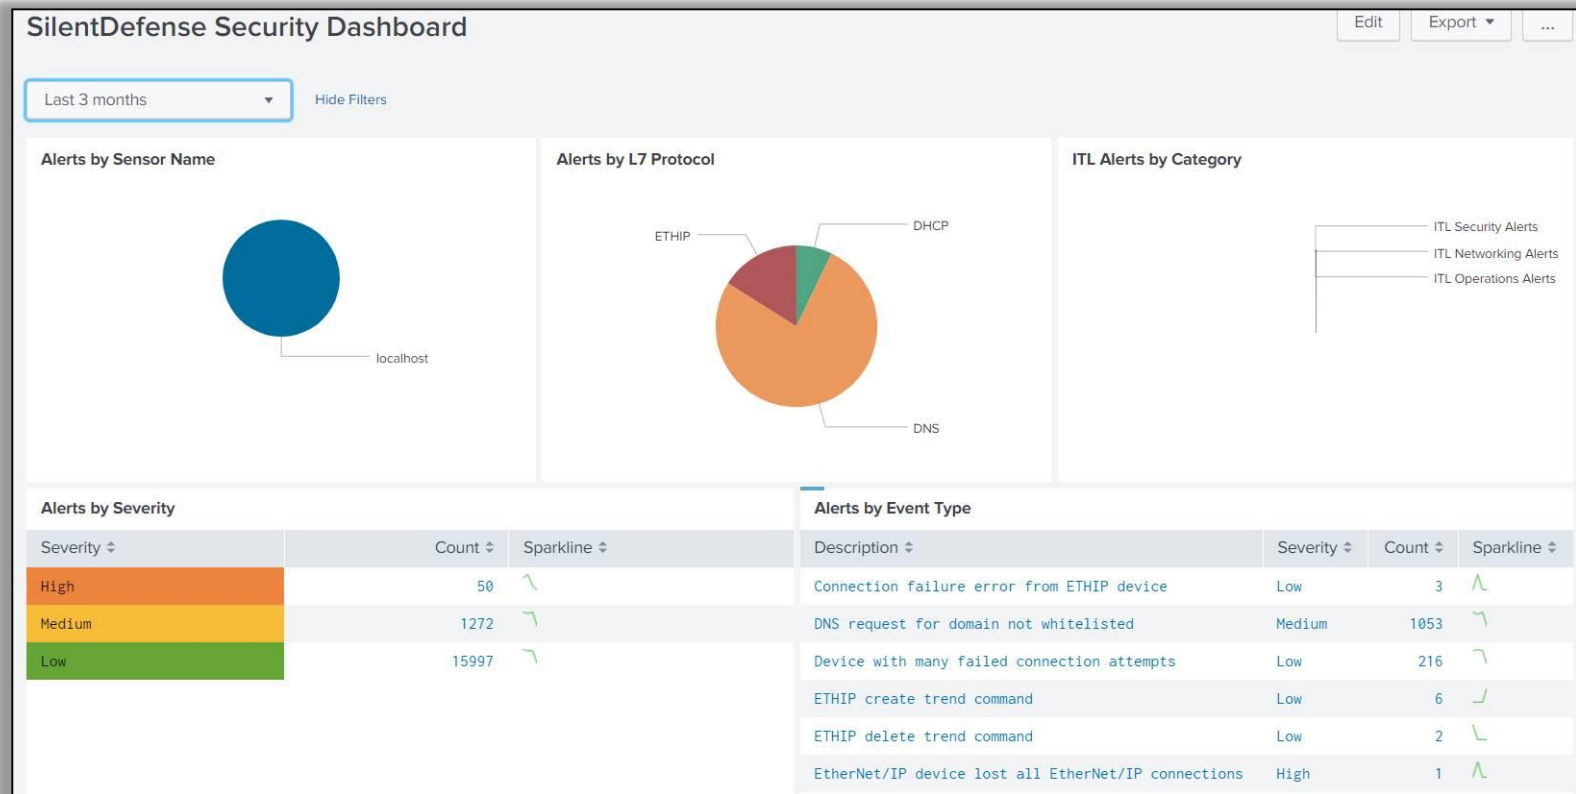 SilentDefense Security Dashboard
Edit
Export
...
Last 3 months
Hide Filters
Alerts by Sensor Name
localhost
Alerts by L7 Protocol
ETHIP
DHCP
DNS
ITL Alerts by Category
ITL Security Alerts
ITL Networking Alerts
ITL Operations Alerts
Alerts by Severity
Severity Count Sparkline
High 50
Medium 1272
Low 15997
Alerts by Event Type
Description Severity Count Sparkline
Connection failure error from ETHIP device Low 3
DNS request for domain not whitelisted Medium 1053
Device with many failed connection attempts Low 216
ETHIP create trend command Low 6
ETHIP delete trend command Low 2
EtherNet/IP device lost all EtherNet/IP connections High 1